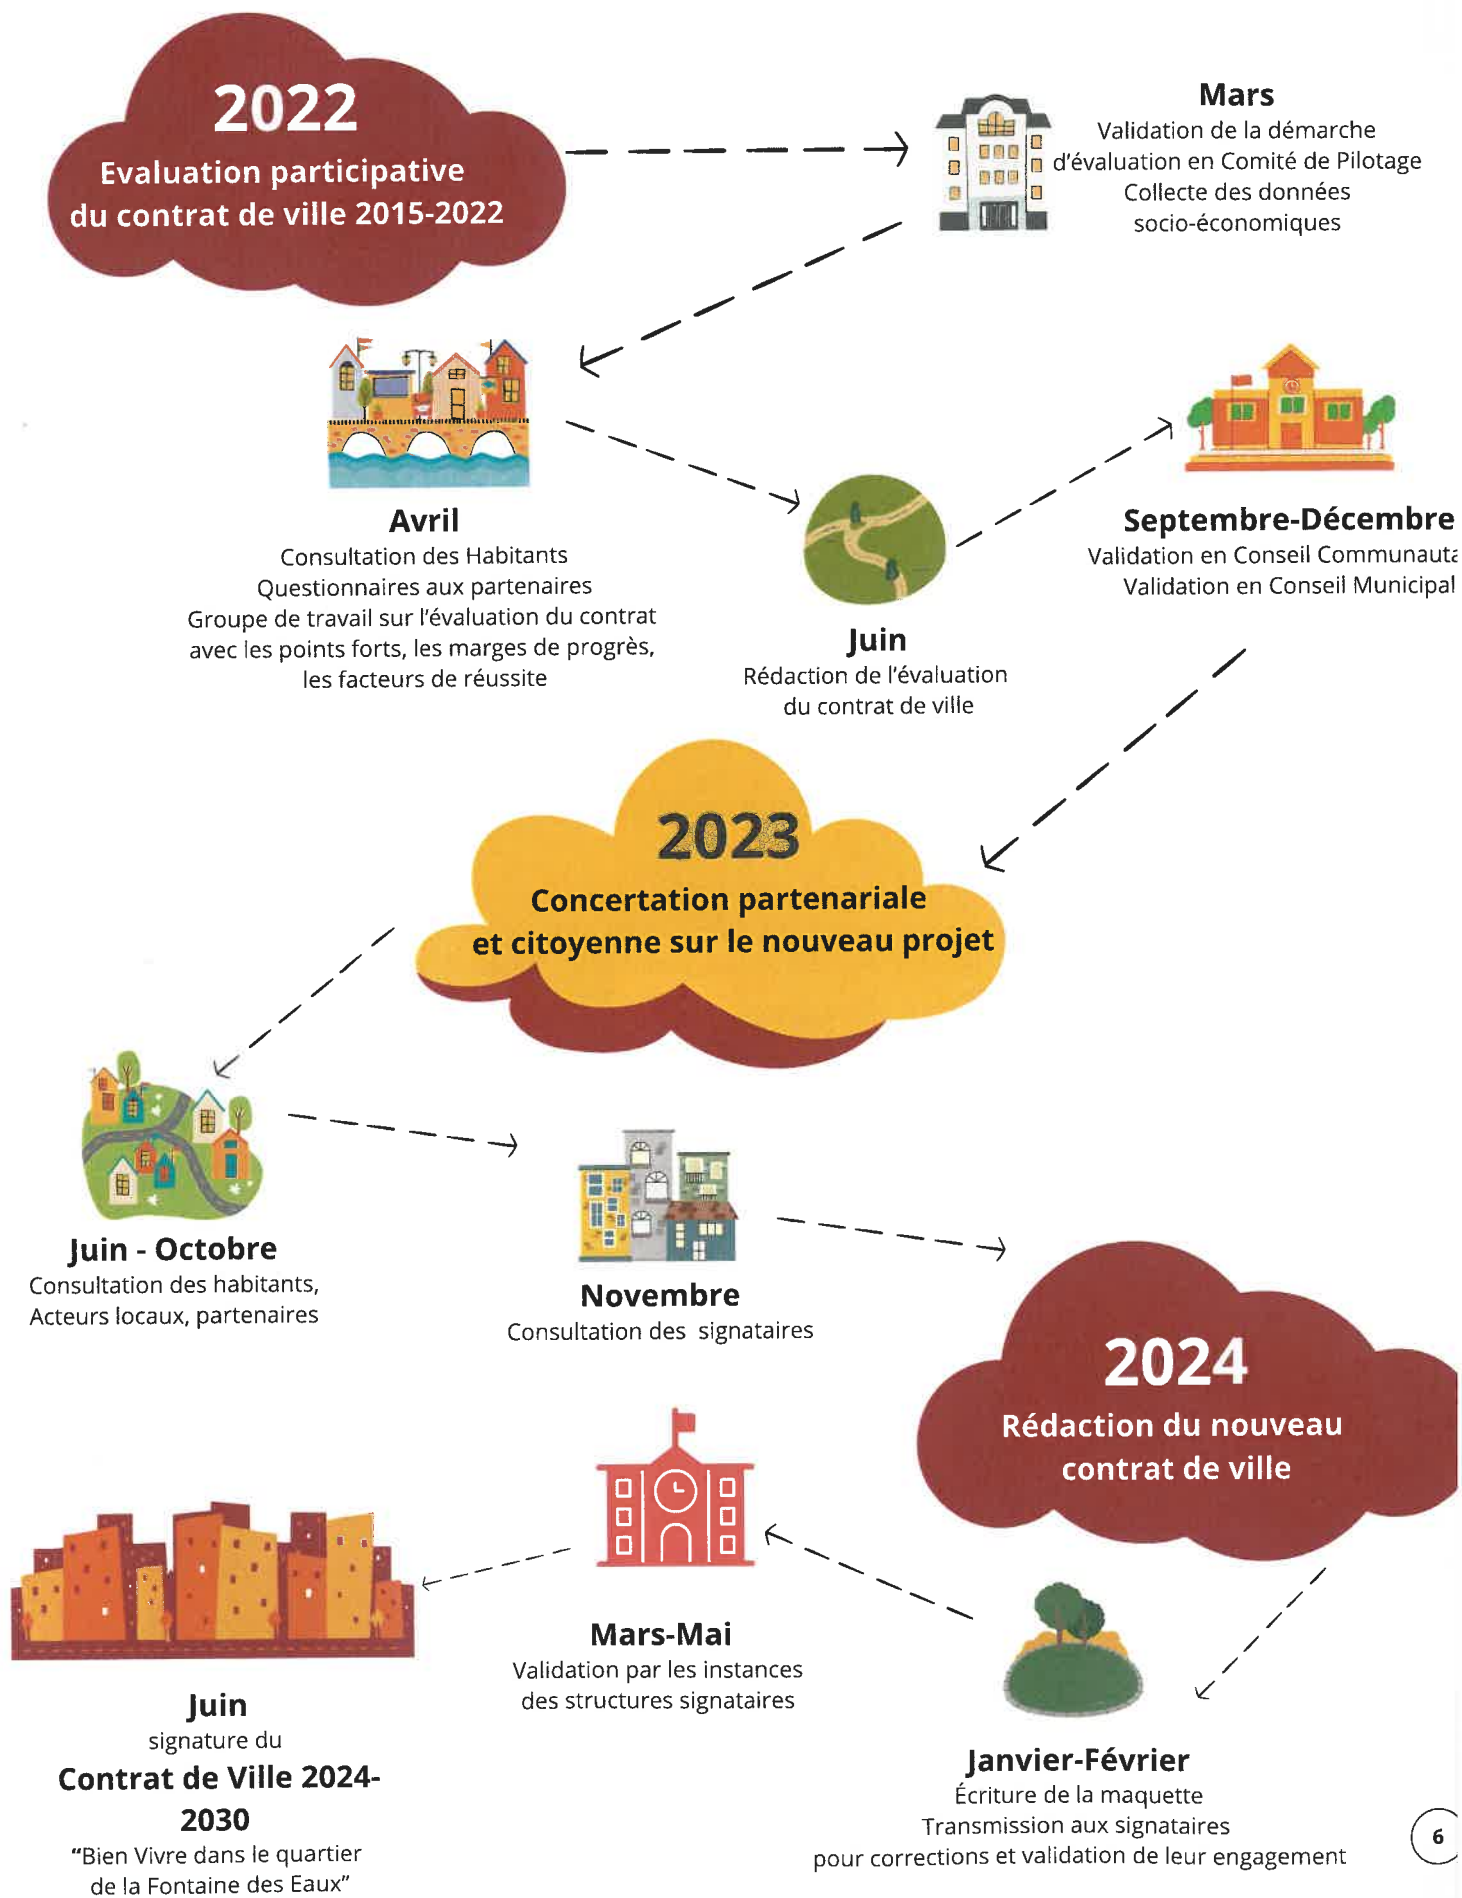 2022
Evaluation participative
du contrat de ville 2015-2022
Mars
Validation de la démarche
d'évaluation en Comité de Pilotage
Collecte des données
socio-économiques
Avril
Consultation des Habitants
Questionnaires aux partenaires
Groupe de travail sur l'évaluation du contrat
avec les points forts, les marges de progrès,
les facteurs de réussite
Juin
Rédaction de l'évaluation
du contrat de ville
Septembre-Décembre
Validation en Conseil Communauta
Validation en Conseil Municipal
2023
Concertation partenariale
et citoyenne sur le nouveau projet
Juin - Octobre
Consultation des habitants,
Acteurs locaux, partenaires
Novembre
Consultation des signataires
2024
Rédaction du nouveau
contrat de ville
Janvier-Février
Écriture de la maquette
Transmission aux signataires
pour corrections et validation de leur engagement
Mars-Mai
Validation par les instances
des structures signataires
Juin
signature du
Contrat de Ville 2024-
2030
"Bien Vivre dans le quartier
de la Fontaine des Eaux"
6